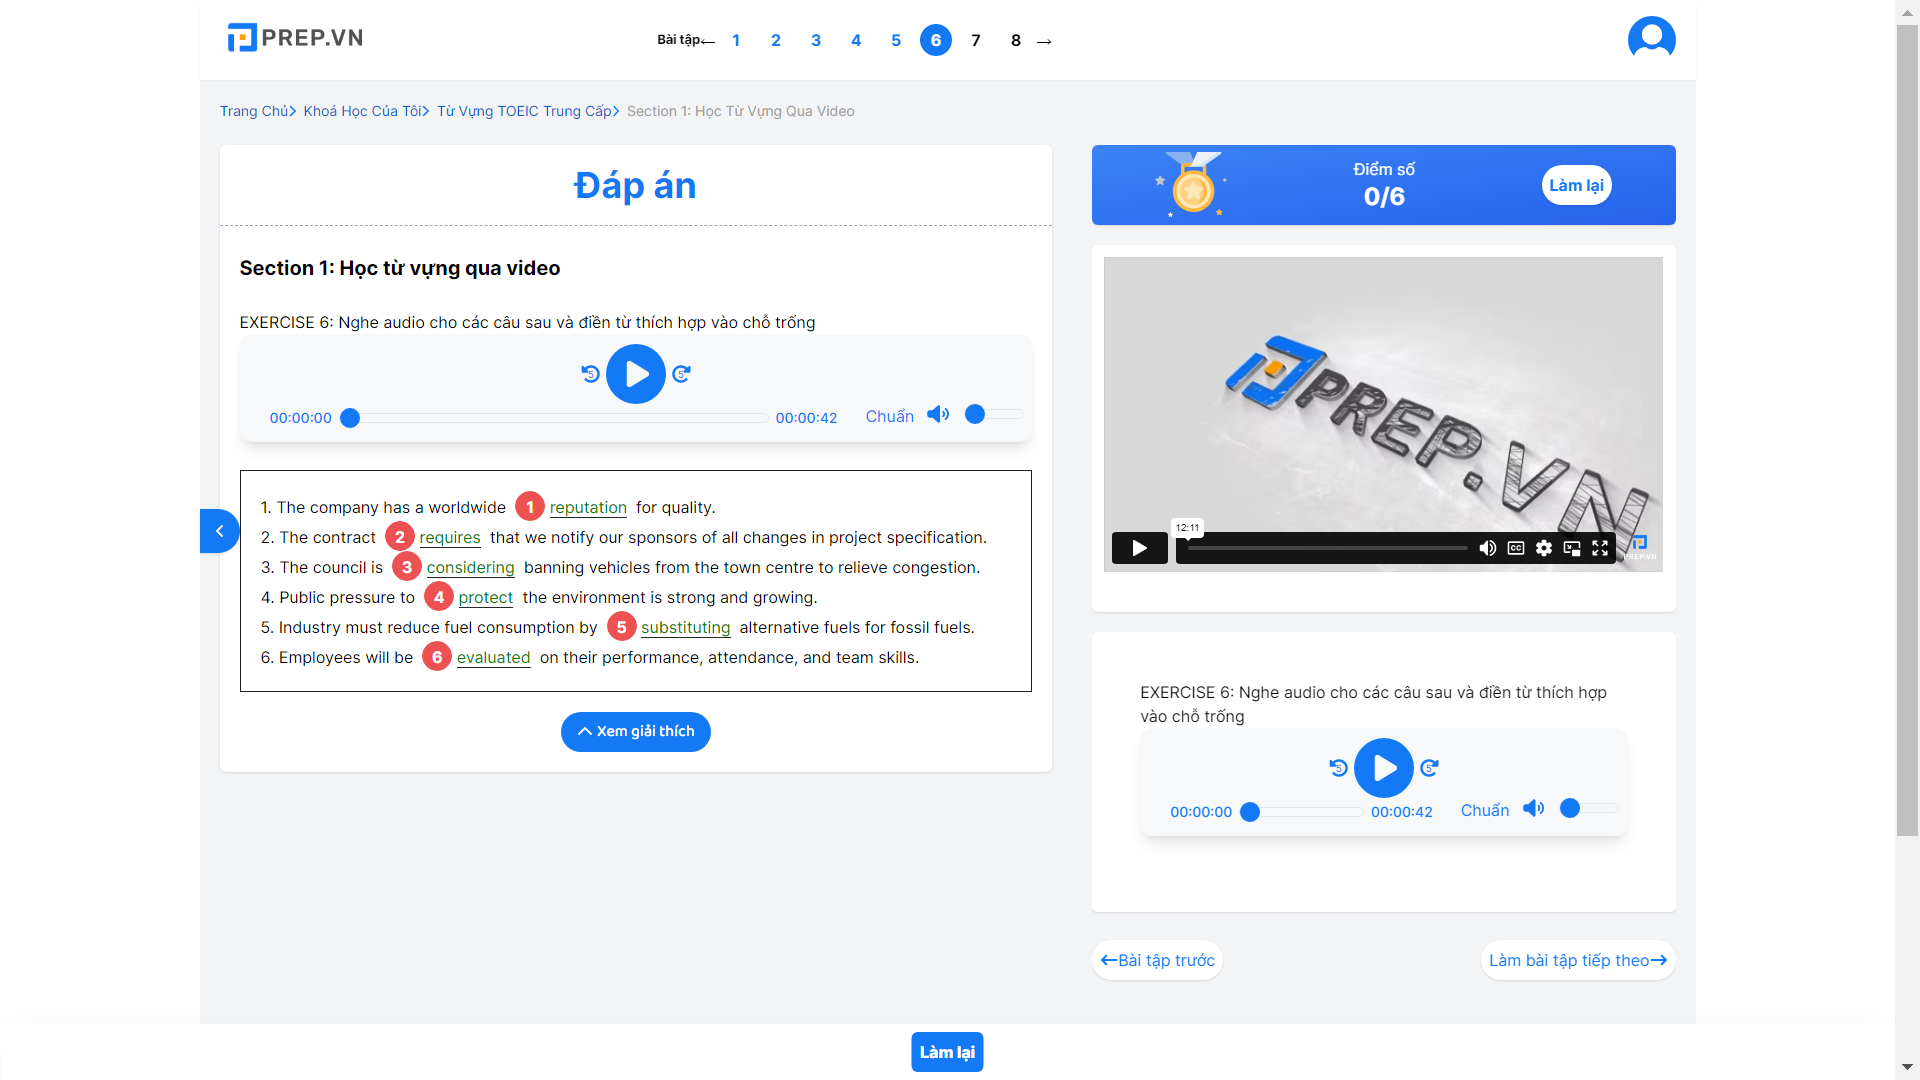 PREP.VN
Bài tập← 1 2 3 4 5 6 7 8 →
Trang Chủ Khoá Học Của Tôi Từ Vựng TOEIC Trung Cấp Section 1: Học Từ Vựng Qua Video
Đáp án
Section 1: Học từ vựng qua video
EXERCISE 6: Nghe audio cho các câu sau và điền từ thích hợp vào chỗ trống
5 5
00:00:00 00:00:42 Chuẩn
1. The company has a worldwide 1 reputation for quality.
2. The contract 2 requires that we notify our sponsors of all changes in project specification.
3. The council is 3 considering banning vehicles from the town centre to relieve congestion.
4. Public pressure to 4 protect the environment is strong and growing.
5. Industry must reduce fuel consumption by 5 substituting alternative fuels for fossil fuels.
6. Employees will be 6 evaluated on their performance, attendance, and team skills.
Xem giải thích
Điểm số
0/6
Làm lại
PREP.VN
12:11
CC
PREP.VN
EXERCISE 6: Nghe audio cho các câu sau và điền từ thích hợp
vào chỗ trống
5 5
00:00:00 00:00:42 Chuẩn
←Bài tập trước
Làm bài tập tiếp theo→
Làm lại